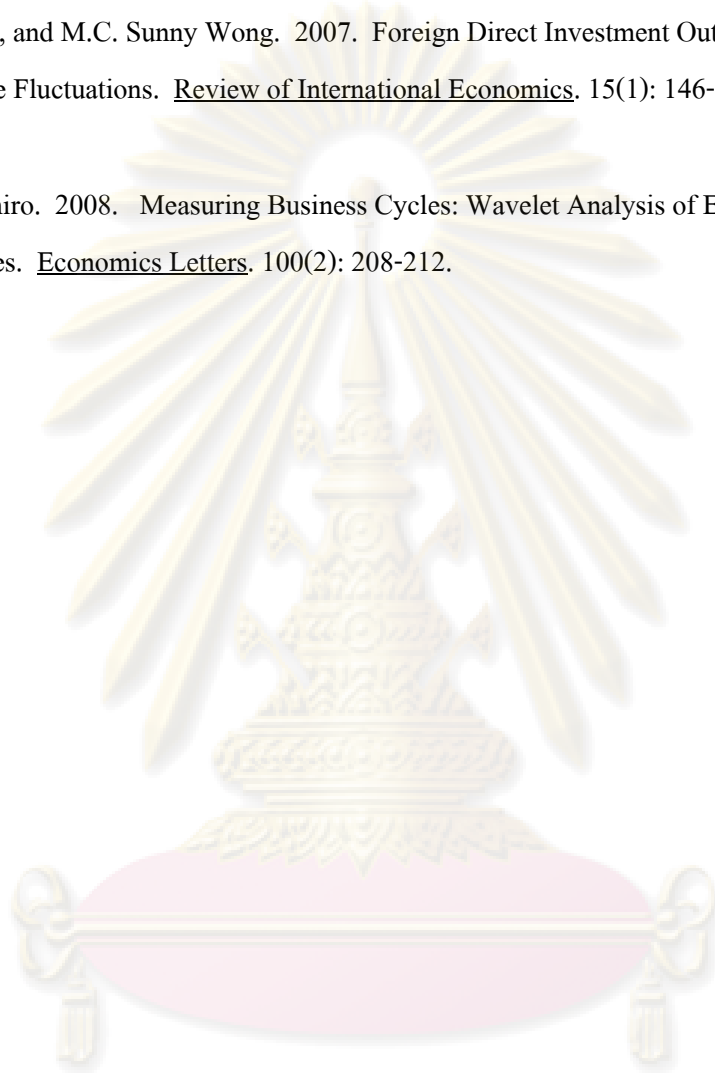 , and M.C. Sunny Wong. 2007. Foreign Direct Investment Out
e Fluctuations. Review of International Economics. 15(1): 146-
iro. 2008. Measuring Business Cycles: Wavelet Analysis of E
es. Economics Letters. 100(2): 208-212.